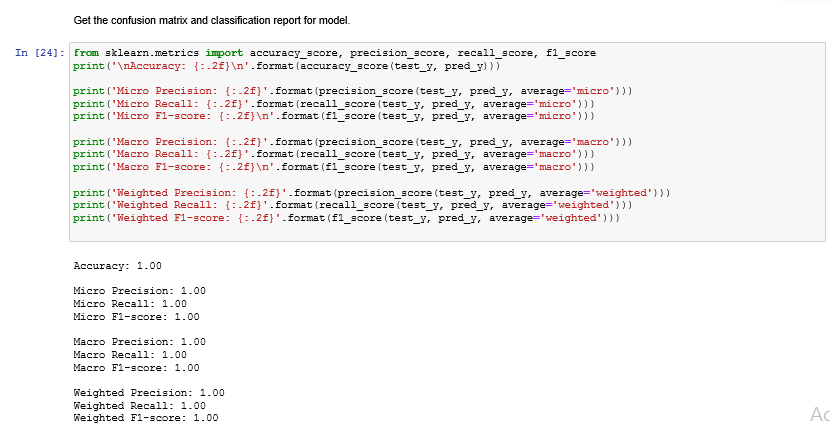 Get the confusion matrix and classification report for model.
In [24]: from sklearn.metrics import accuracy_score, precision_score, recall_score, f1_score
print('\nAccuracy: {:.2f}\n'.format(accuracy_score(test_y, pred_y)))
print('Micro Precision: {:.2f}'.format(precision_score(test_y, pred_y, average='micro')))
print('Micro Recall: {:.2f}'.format(recall_score(test_y, pred_y, average='micro')))
print('Micro F1-score: {:.2f}\n'.format(f1_score(test_y, pred_y, average='micro')))
print('Macro Precision: {:.2f}'.format(precision_score(test_y, pred_y, average='macro')))
print('Macro Recall: {:.2f}'.format(recall_score(test_y, pred_y, average='macro')))
print('Macro F1-score: {:.2f}\n'.format(f1_score(test_y, pred_y, average='macro')))
print('Weighted Precision: {:.2f}'.format(precision_score(test_y, pred_y, average='weighted')))
print('Weighted Recall: {:.2f}'.format(recall_score(test_y, pred_y, average='weighted')))
print('Weighted F1-score: {:.2f}'.format(f1_score(test_y, pred_y, average='weighted')))
Accuracy: 1.00
Micro Precision: 1.00
Micro Recall: 1.00
Micro F1-score: 1.00
Macro Precision: 1.00
Macro Recall: 1.00
Macro F1-score: 1.00
Weighted Precision: 1.00
Weighted Recall: 1.00
Weighted F1-score: 1.00